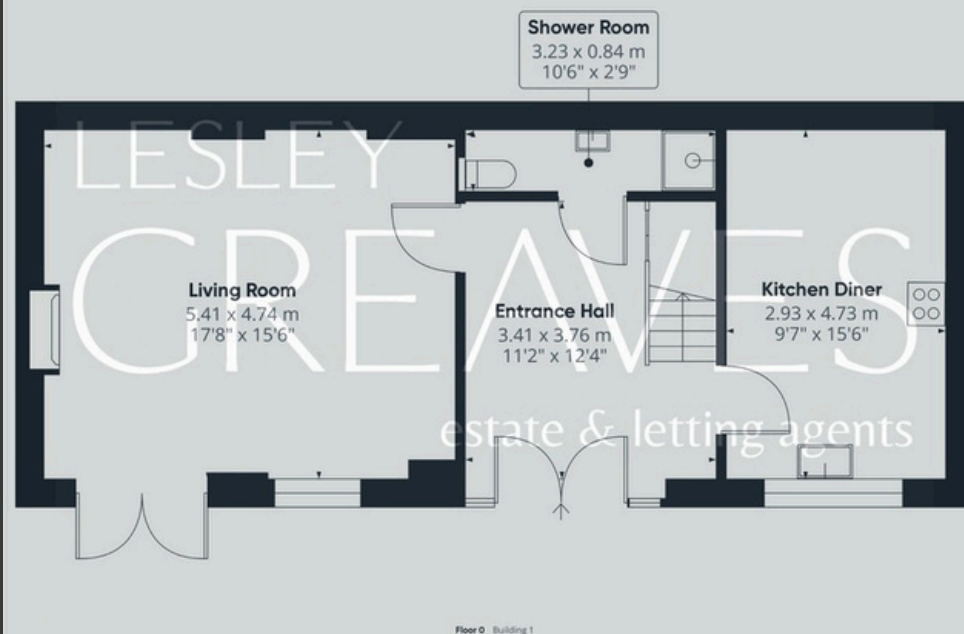 Shower Room
3.23 x 0.84 m
10'6" x 2'9"
LESLEY
GREAVES
estate & letting agents
Living Room
5.41 x 4.74 m
17'8" x 15'6"
Entrance Hall
3.41 x 3.76 m
11'2" x 12'4"
Kitchen Diner
2.93 x 4.73 m
9'7" x 15'6"
Floor 0 Building 1